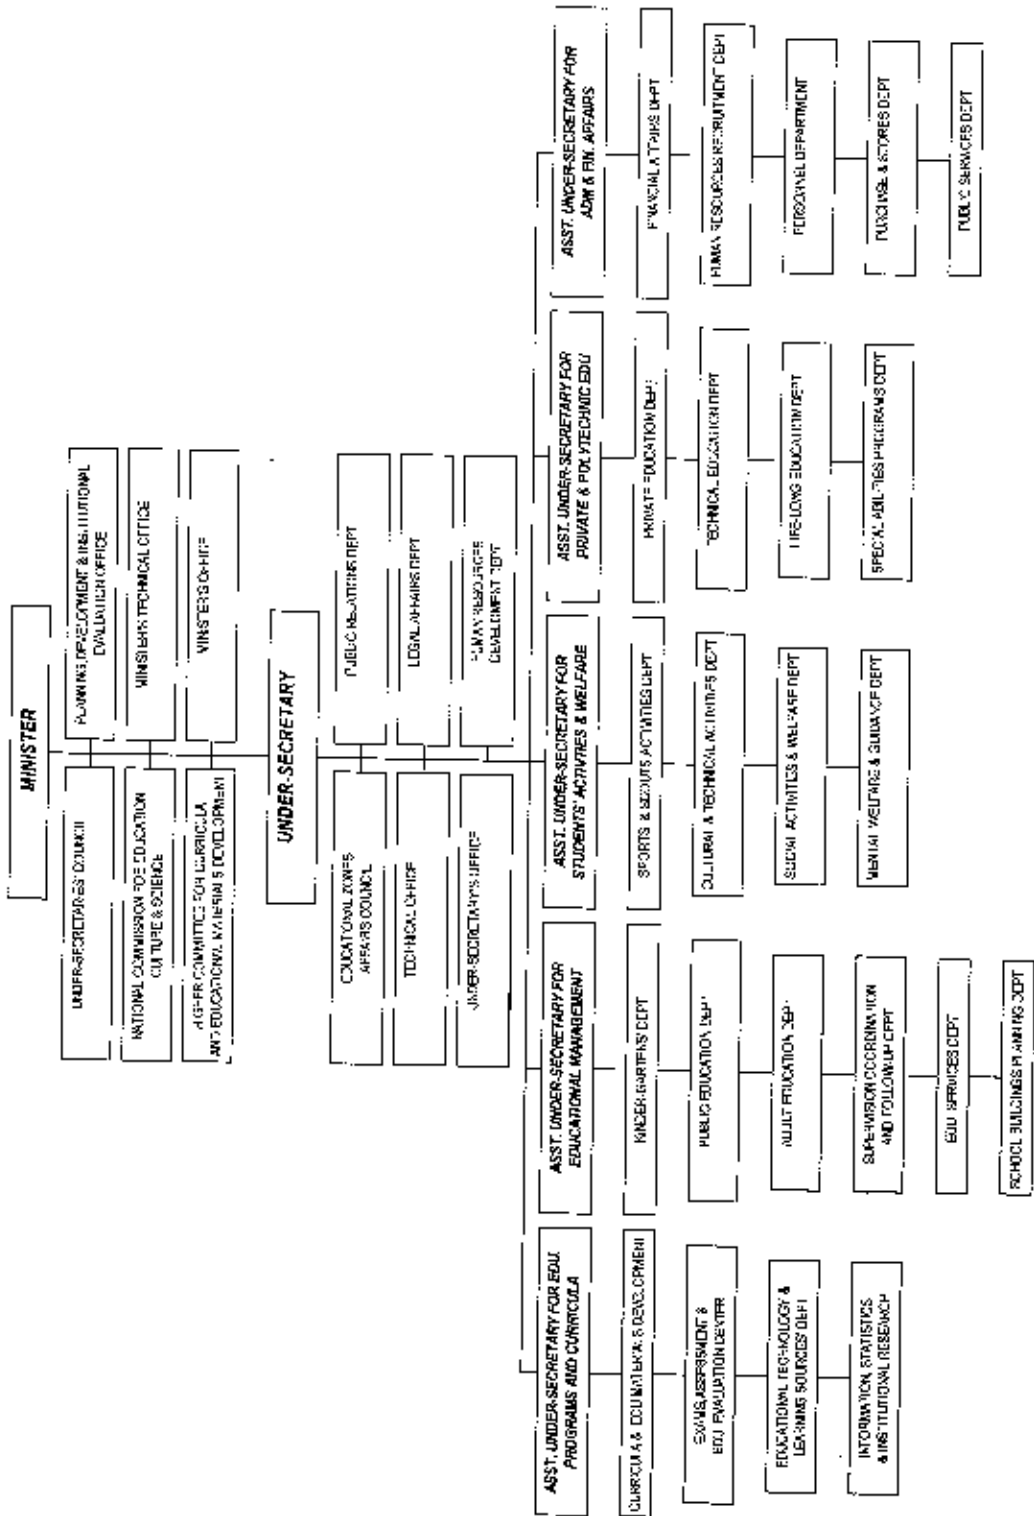 MINISTER
UNDER-SECRETARIES' COUNCIL
PLANNING, DEVELOPMENT & INSTITUTIONAL
EVALUATION OFFICE
NATIONAL COMMISSION FOR EDUCATION
CULTURE & SCIENCE
MINISTER'S TECHNICAL OFFICE
HIGHER COMMITTEE FOR CURRICULA
AND EDUCATIONAL MATERIALS DEVELOPMENT
MINISTER'S OFFICE
UNDER-SECRETARY
EDUCATIONAL ZONES
AFFAIRS COUNCIL
PUBLIC RELATIONS DEPT
TECHNICAL OFFICE
LEGAL AFFAIRS DEPT
UNDER-SECRETARY'S OFFICE
HUMAN RESOURCES
DEVELOPMENT DEPT
ASST. UNDER-SECRETARY FOR EDU.
PROGRAMS AND CURRICULA
CURRICULA & EDU MATERIALS DEVELOPMENT
EXAMS, ASSESSMENT &
EDU. EVALUATION CENTER
EDUCATIONAL TECHNOLOGY &
LEARNING SOURCES' DEPT
INFORMATION, STATISTICS
& INSTITUTIONAL RESEARCH
ASST. UNDER-SECRETARY FOR
EDUCATIONAL MANAGEMENT
KINDER-GARTENS' DEPT
PUBLIC EDUCATION DEPT
ADULT EDUCATION DEPT
SUPERVISION COORDINATION
AND FOLLOW-UP DEPT
EDU. SERVICES DEPT
SCHOOL BUILDINGS PLANNING DEPT
ASST. UNDER-SECRETARY FOR
STUDENTS' ACTIVITIES & WELFARE
SPORTS & SCOUTS ACTIVITIES DEPT
CULTURAL & TECHNICAL ACTIVITIES DEPT
SOCIAL ACTIVITIES & WELFARE DEPT
MENTAL WELFARE & GUIDANCE DEPT
ASST. UNDER-SECRETARY FOR
PRIVATE & POLYTECHNIC EDU
PRIVATE EDUCATION DEPT
TECHNICAL EDUCATION DEPT
LIFE-LONG EDUCATION DEPT
SPECIAL ABILITIES PROGRAMS DEPT
ASST. UNDER-SECRETARY FOR
ADM & FIN. AFFAIRS
FINANCIAL AFFAIRS DEPT
HUMAN RESOURCES RECRUITMENT DEPT
PERSONNEL DEPARTMENT
PURCHASE & STORES DEPT
PUBLIC SERVICES DEPT